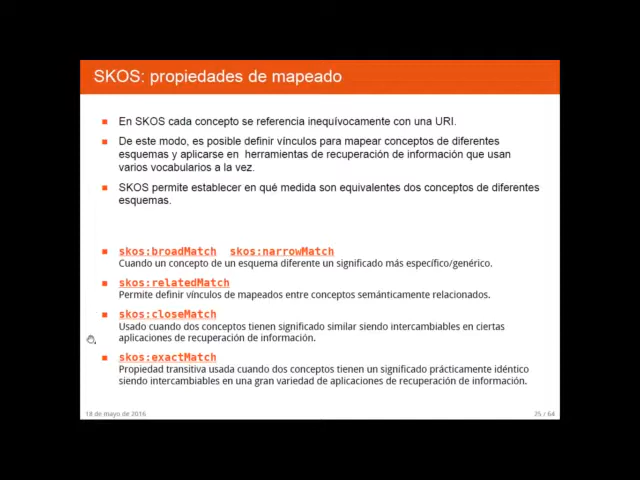 SKOS: propiedades de mapeado
En SKOS cada concepto se referencia inequívocamente con una URI.
De este modo, es posible definir vínculos para mapear conceptos de diferentes
esquemas y aplicarse en herramientas de recuperación de información que usan
varios vocabularios a la vez.
SKOS permite establecer en qué medida son equivalentes dos conceptos de diferentes
esquemas.
skos:broadMatch skos:narrowMatch
Cuando un concepto de un esquema diferente un significado más específico/genérico.
skos:relatedMatch
Permite definir vínculos de mapeados entre conceptos semánticamente relacionados.
skos:closeMatch
Usado cuando dos conceptos tienen significado similar siendo intercambiables en ciertas
aplicaciones de recuperación de información.
skos:exactMatch
Propiedad transitiva usada cuando dos conceptos tienen un significado prácticamente idéntico
siendo intercambiables en una gran variedad de aplicaciones de recuperación de información.
18 de mayo de 2016 25 / 64